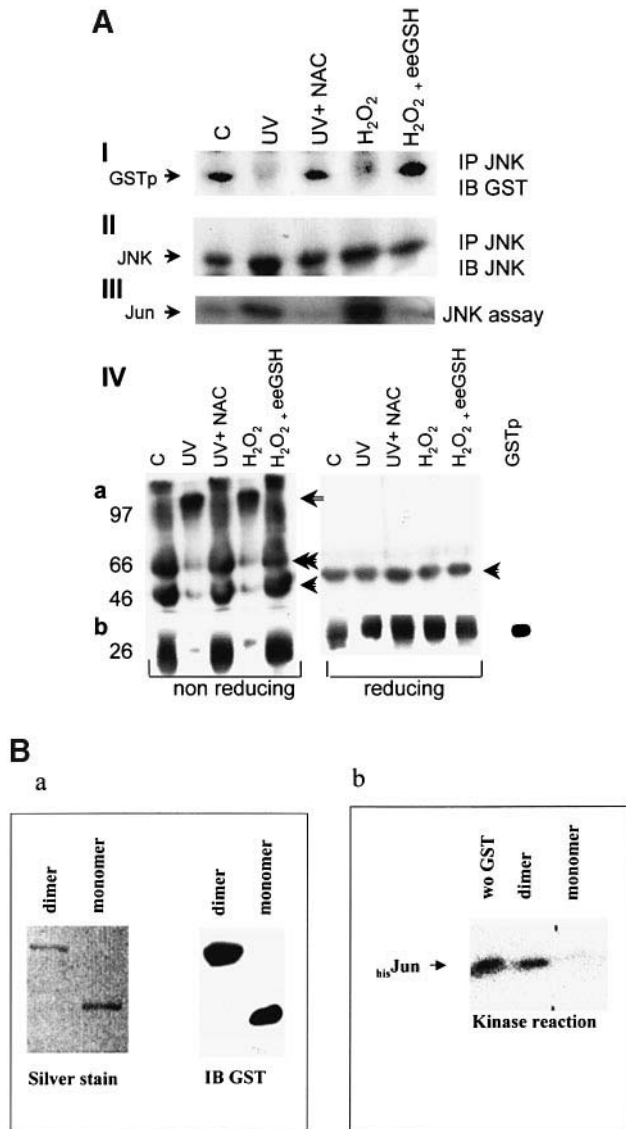 A
C
UV
UV+ NAC
H2O2
H2O2 + eeGSH
I
GSTp
IP JNK
IB GST
II
JNK
IP JNK
IB JNK
III
Jun
JNK assay
IV
C
UV
UV+ NAC
H2O2
H2O2 + eeGSH
C
UV
UV+ NAC
H2O2
H2O2 + eeGSH
GSTp
a
97
66
46
b
26
non reducing
reducing
B
a
dimer
monomer
Silver stain
dimer
monomer
IB GST
b
wo GST
dimer
monomer
hisJun
Kinase reaction